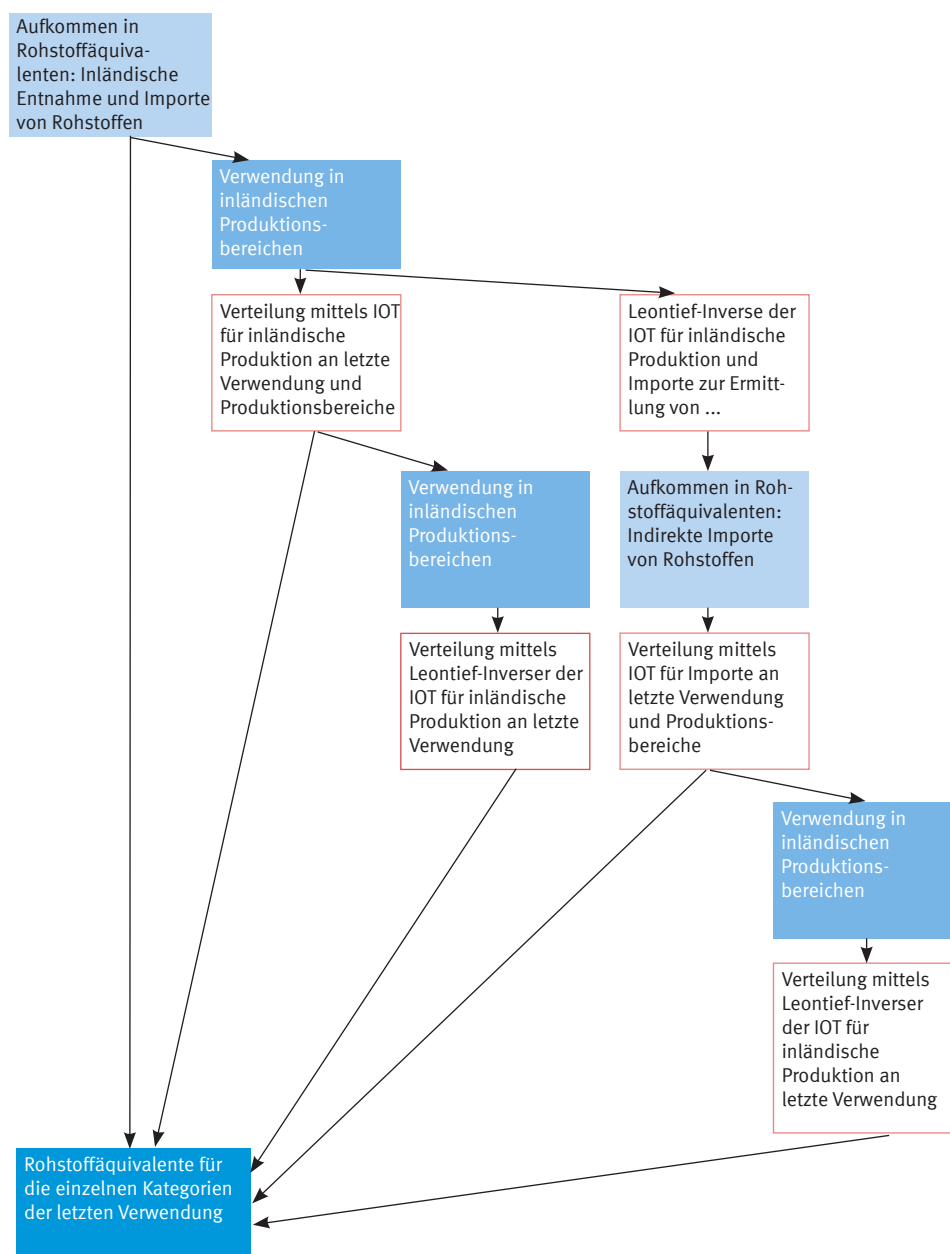 Aufkommen in
Rohstoffäquiva-
lenten: Inländische
Entnahme und Importe
von Rohstoffen
Verwendung in
inländischen
Produktions-
bereichen
Verteilung mittels IOT
für inländische
Produktion an letzte
Verwendung und
Produktionsbereiche
Leontief-Inverse der
IOT für inländische
Produktion und
Importe zur Ermitt-
lung von ...
Verwendung in
inländischen
Produktions-
bereichen
Aufkommen in Roh-
stoffäquivalenten:
Indirekte Importe
von Rohstoffen
Verteilung mittels
Leontief-Inverser der
IOT für inländische
Produktion an letzte
Verwendung
Verteilung mittels
IOT für Importe an
letzte Verwendung
und Produktions-
bereiche
Verwendung in
inländischen
Produktions-
bereichen
Verteilung mittels
Leontief-Inverser
der IOT für
inländische
Produktion an
letzte Verwendung
Rohstoffäquivalente für
die einzelnen Kategorien
der letzten Verwendung